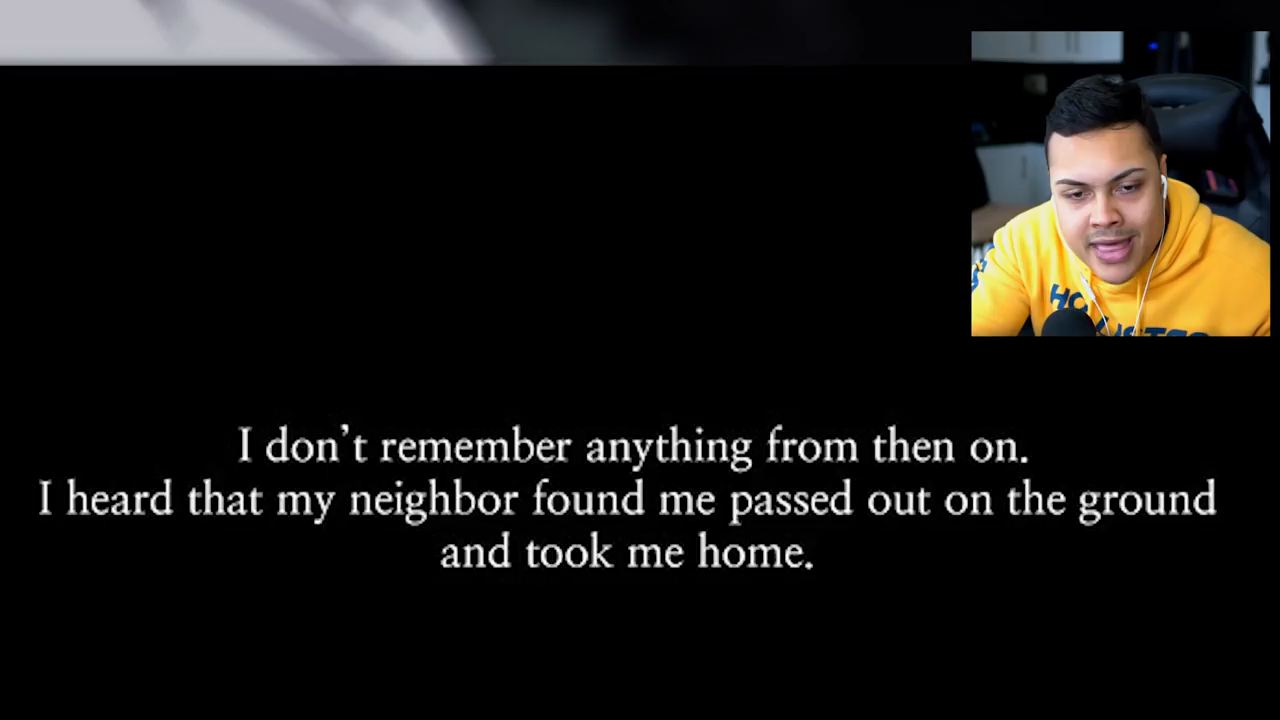 I don't remember anything from then on.
I heard that my neighbor found me passed out on the ground
and took me home.